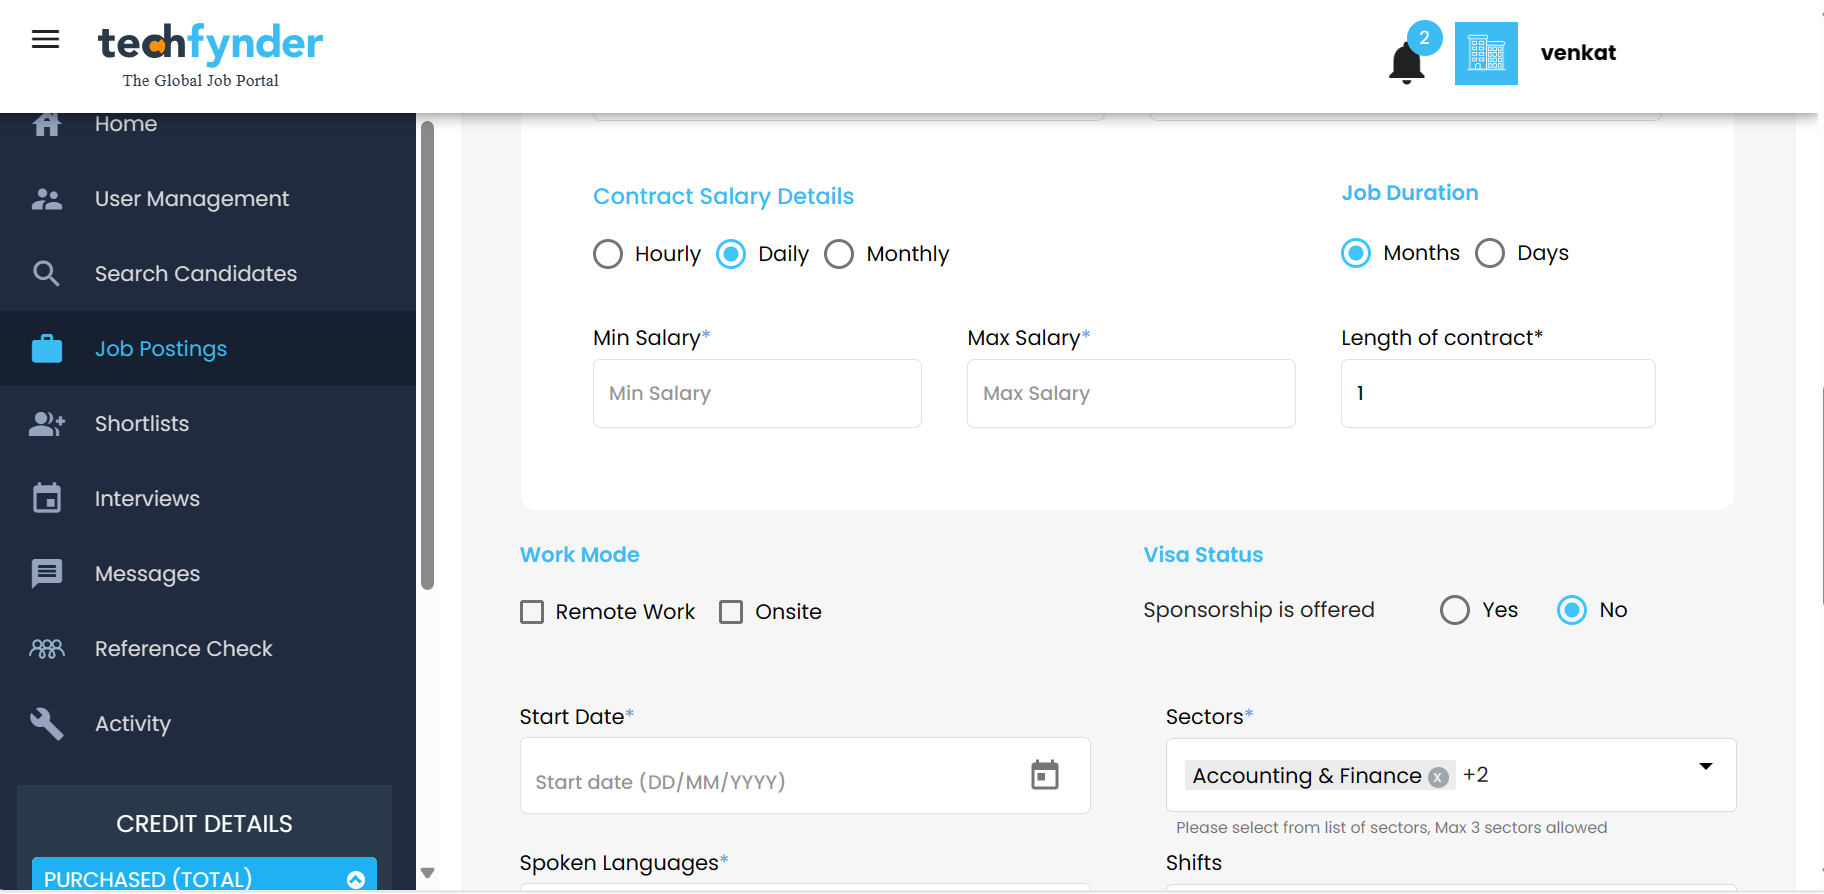 techfynder
The Global Job Portal
2
venkat
Home
User Management
Search Candidates
Job Postings
Shortlists
Interviews
Messages
Reference Check
Activity
CREDIT DETAILS
PURCHASED (TOTAL)
Contract Salary Details
Job Duration
Hourly Daily Monthly
Months Days
Min Salary* Max Salary* Length of contract*
Min Salary Max Salary 1
Work Mode
Visa Status
Remote Work Onsite
Sponsorship is offered Yes No
Start Date*
Sectors*
Start date (DD/MM/YYYY)
Accounting & Finance x +2
Please select from list of sectors, Max 3 sectors allowed
Spoken Languages*
Shifts